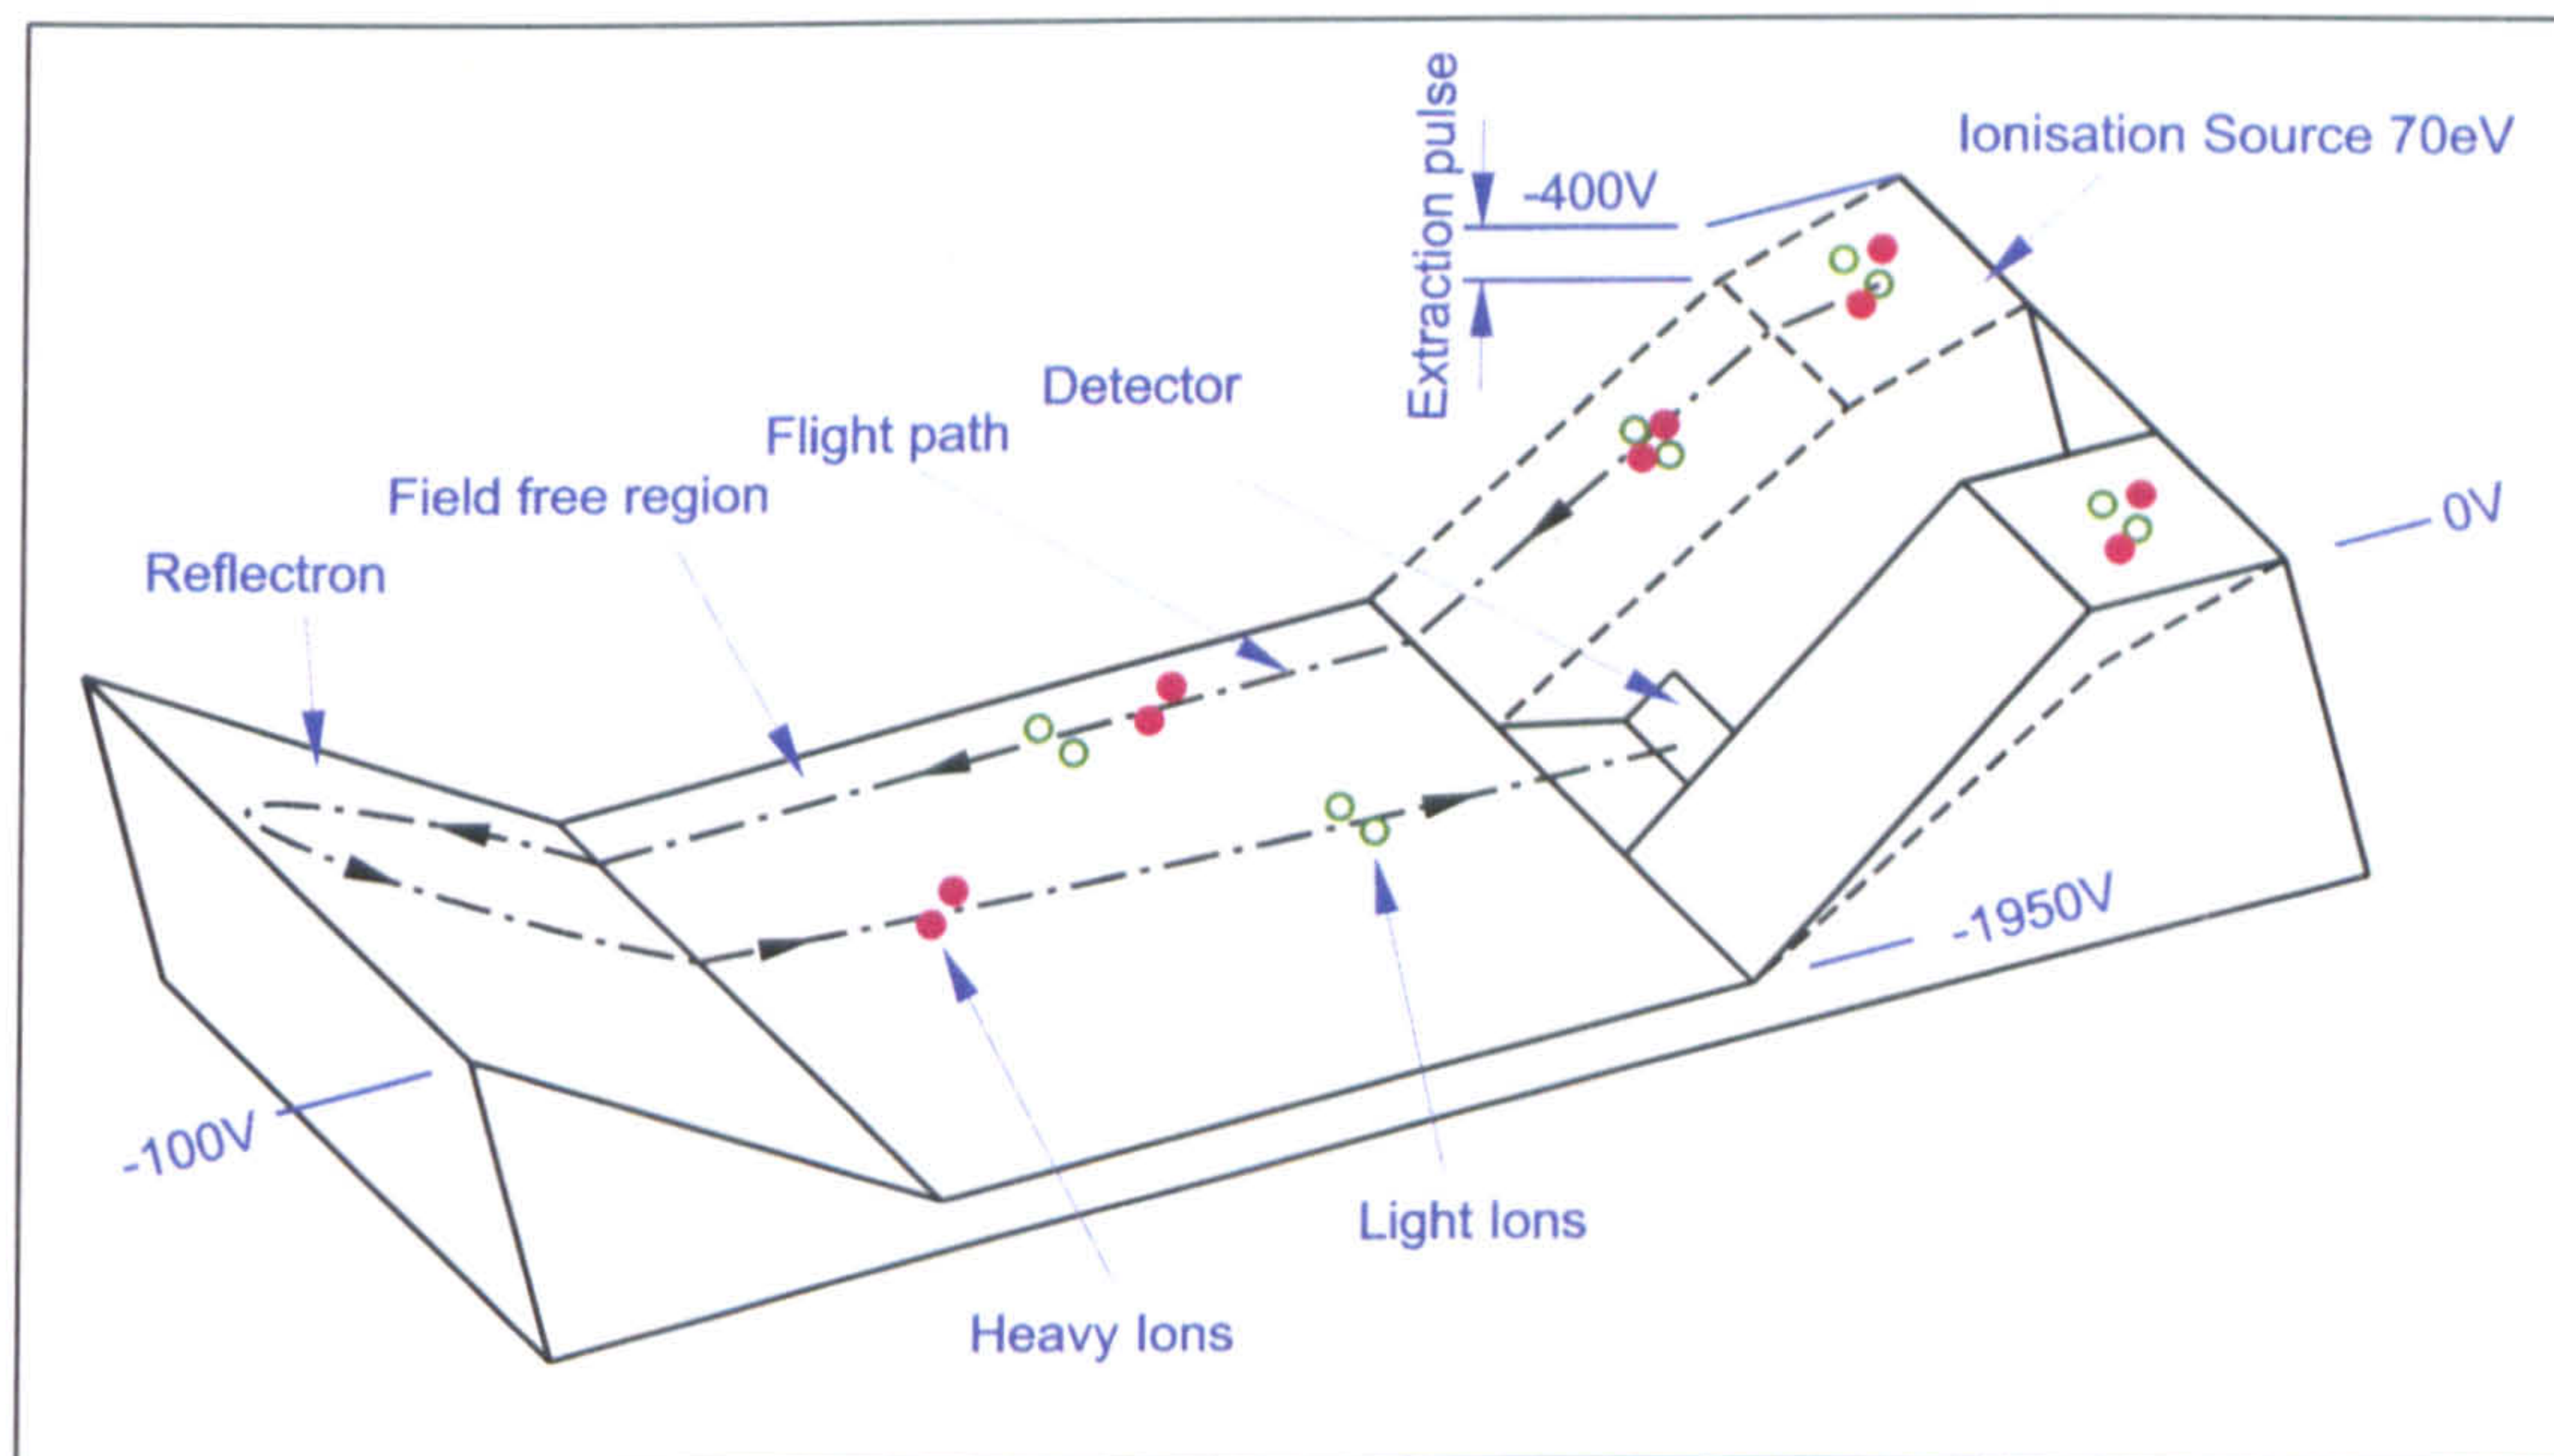 Ionisation Source 70eV
Extraction pulse
-400V
Detector
Flight path
Field free region
Reflectron
0V
-1950V
-100V
Light Ions
Heavy Ions